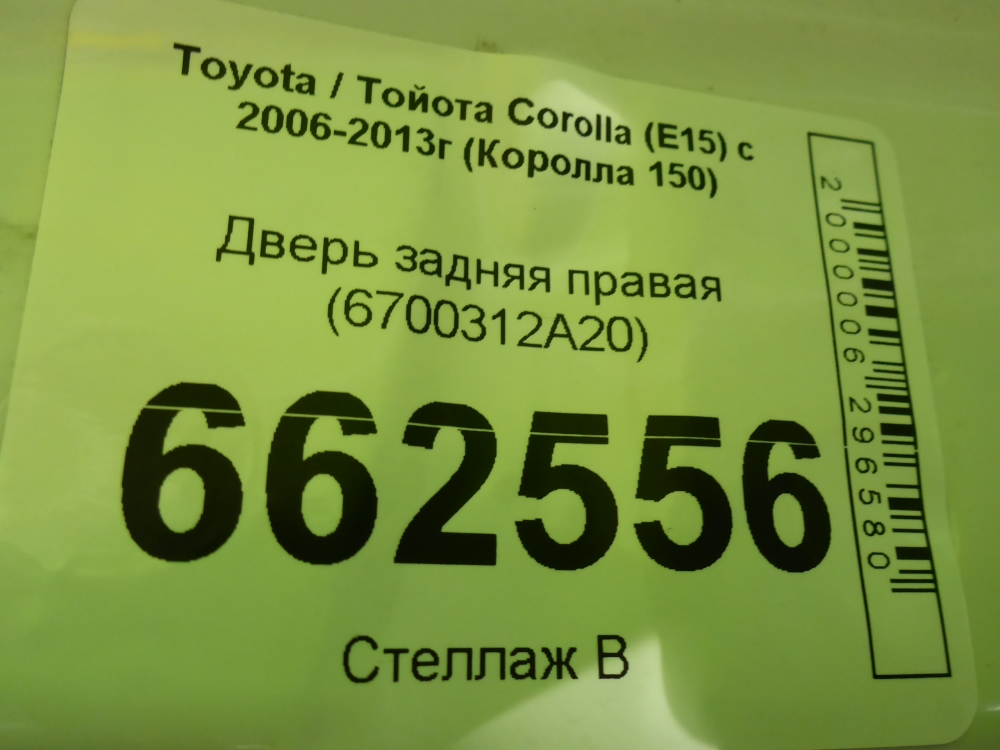 Toyota / Тойота Corolla (E15) с
2006-2013г (Королла 150)
Дверь задняя правая
(6700312A20)
662556
Стеллаж В
2000006296580